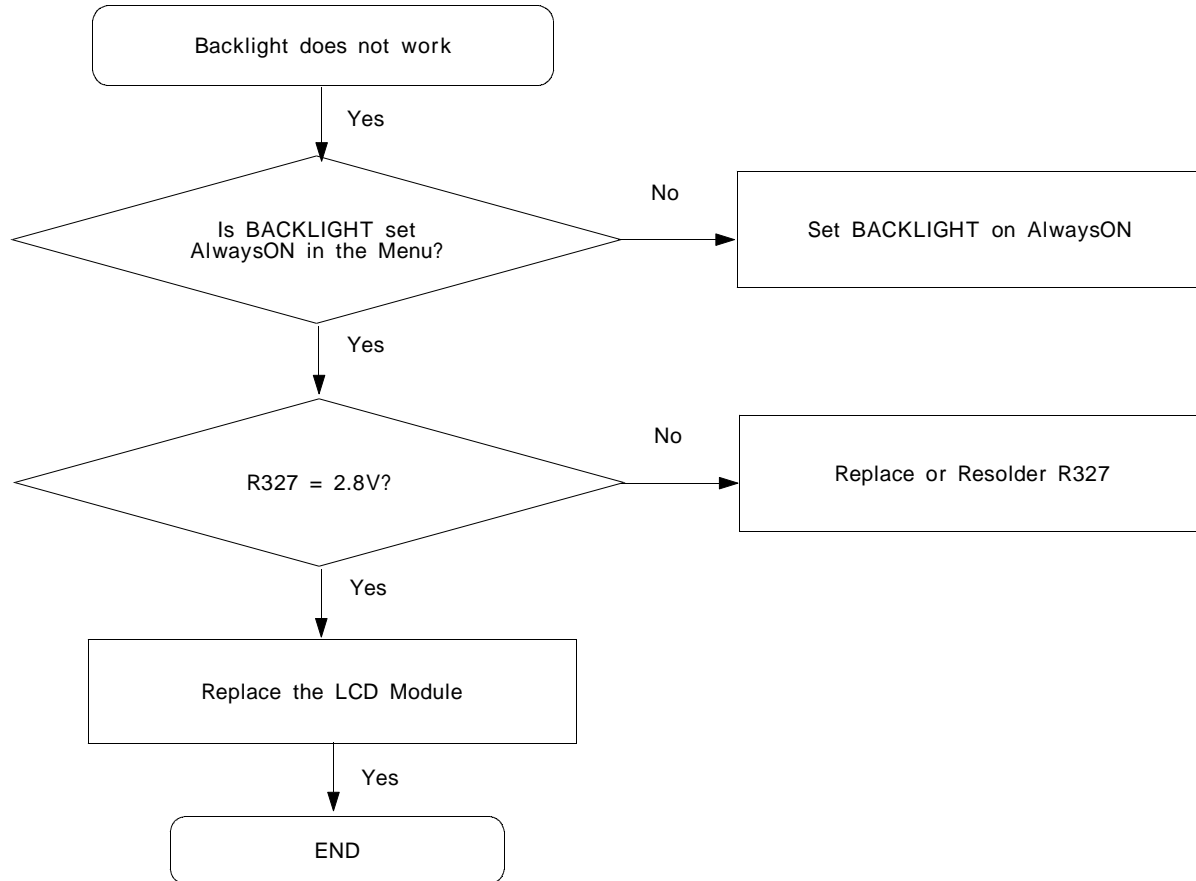 Backlight does not work
Yes
Is BACKLIGHT set
AlwaysON in the Menu?
No
Set BACKLIGHT on AlwaysON
Yes
R327 = 2.8V?
No
Replace or Resolder R327
Yes
Replace the LCD Module
Yes
END